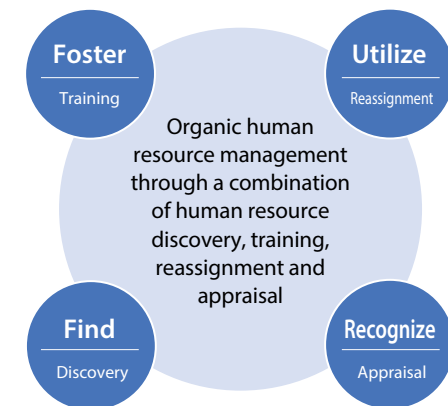 Foster
Training
Utilize
Reassignment
Organic human
resource management
through a combination
of human resource
discovery, training,
reassignment and
appraisal
Find
Discovery
Recognize
Appraisal